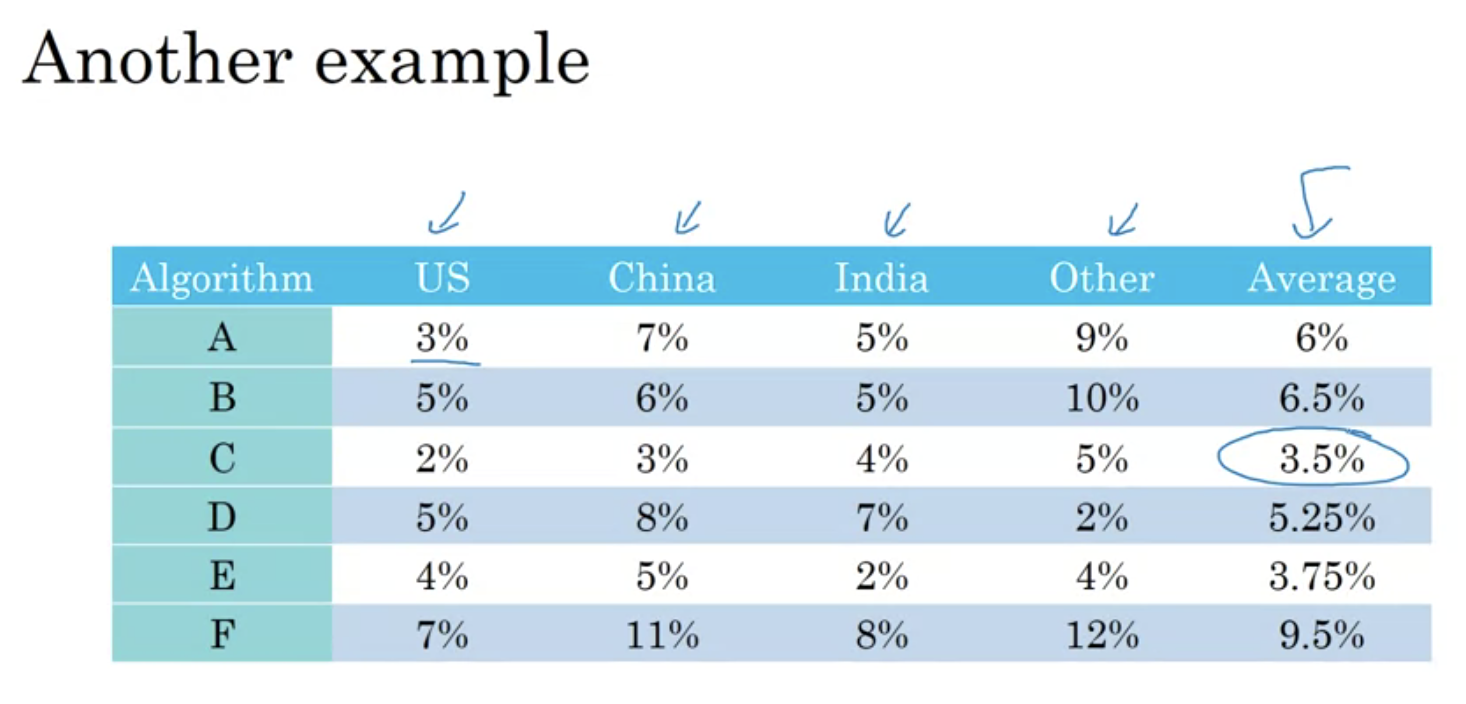 Another example
Algorithm US China India Other Average
A 3% 7% 5% 9% 6%
B 5% 6% 5% 10% 6.5%
C 2% 3% 4% 5% 3.5%
D 5% 8% 7% 2% 5.25%
E 4% 5% 2% 4% 3.75%
F 7% 11% 8% 12% 9.5%